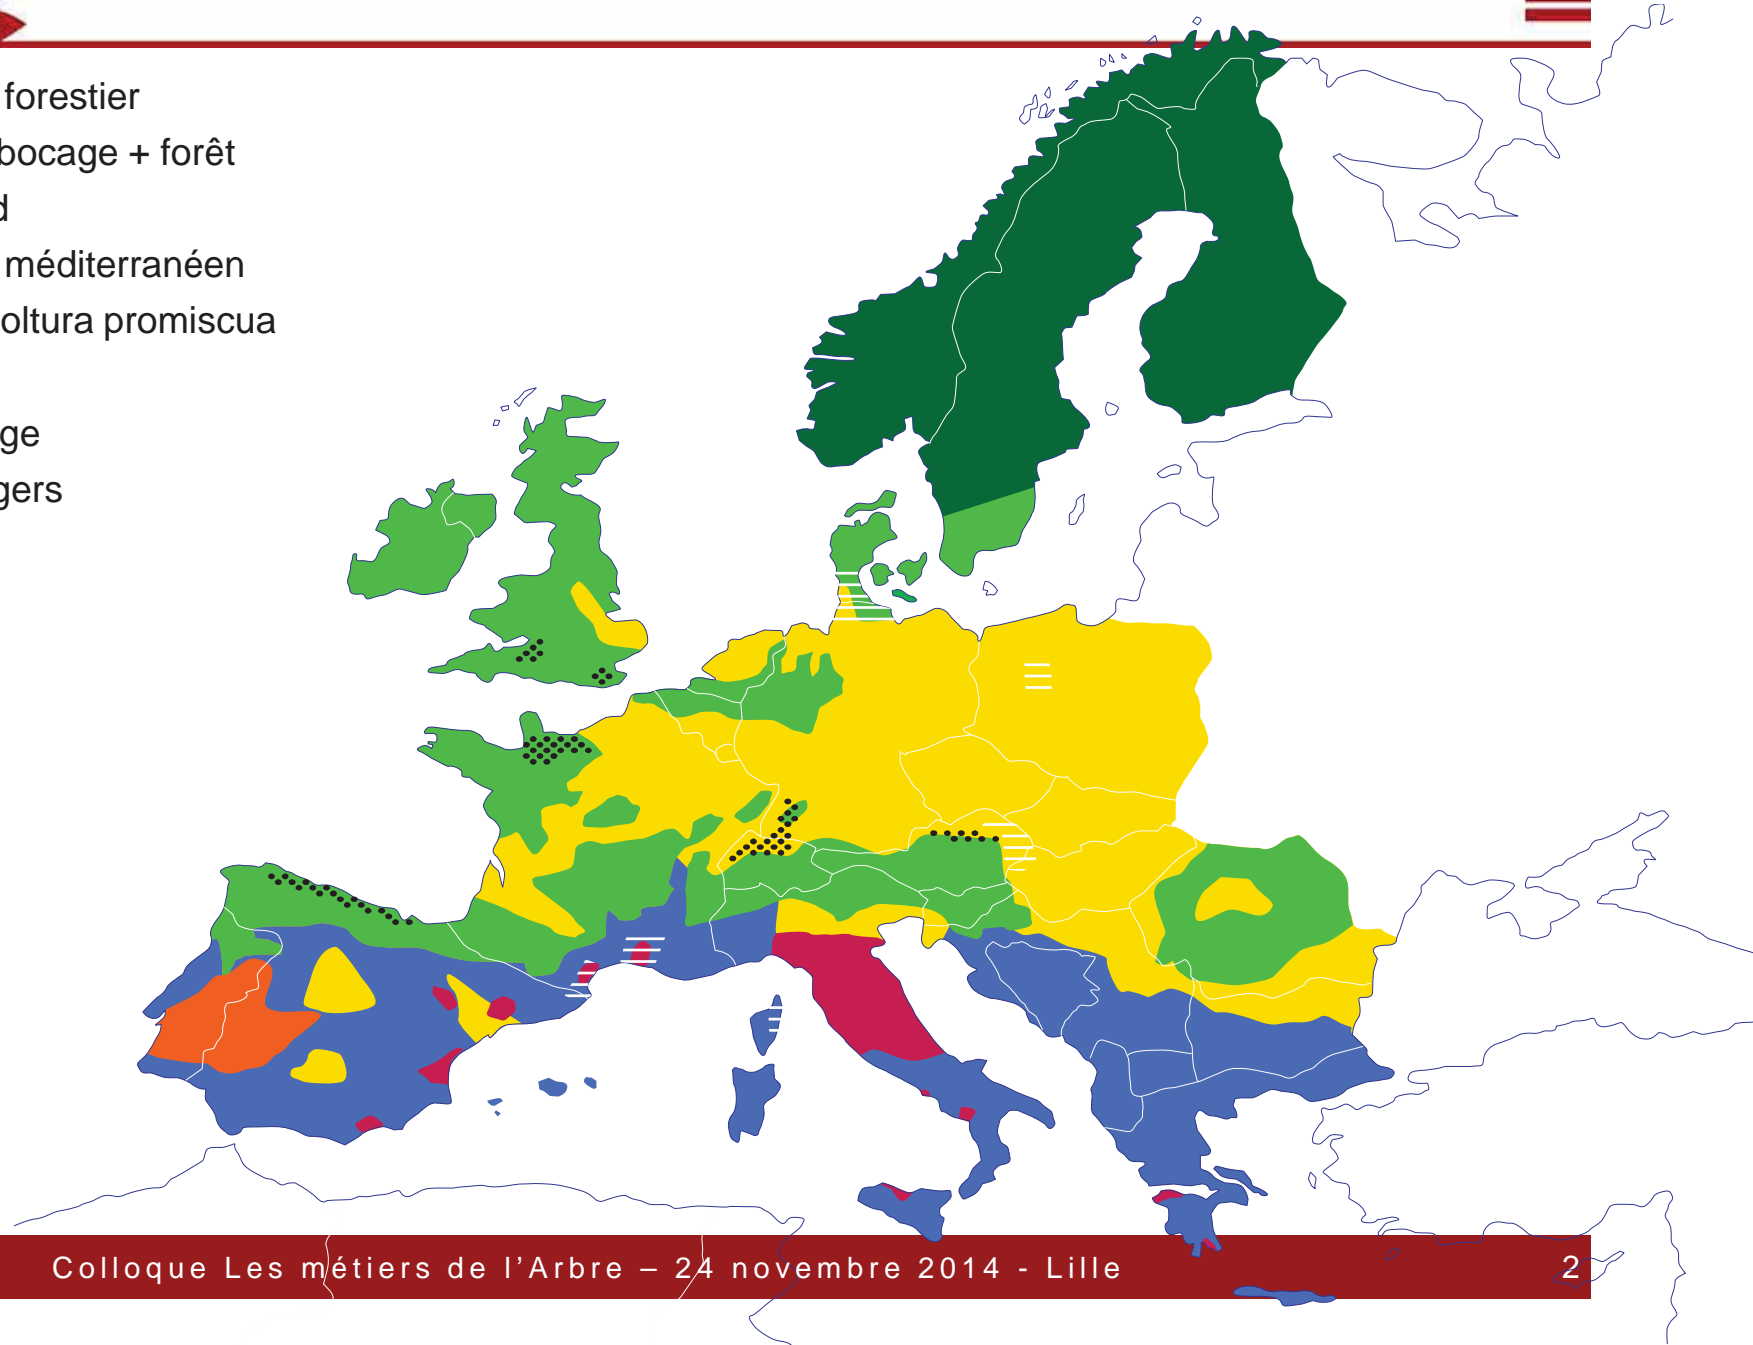 forestier
bocage + forêt
d
méditerranéen
oltura promiscua
ge
gers
Colloque Les métiers de l’Arbre – 24 novembre 2014 - Lille
2